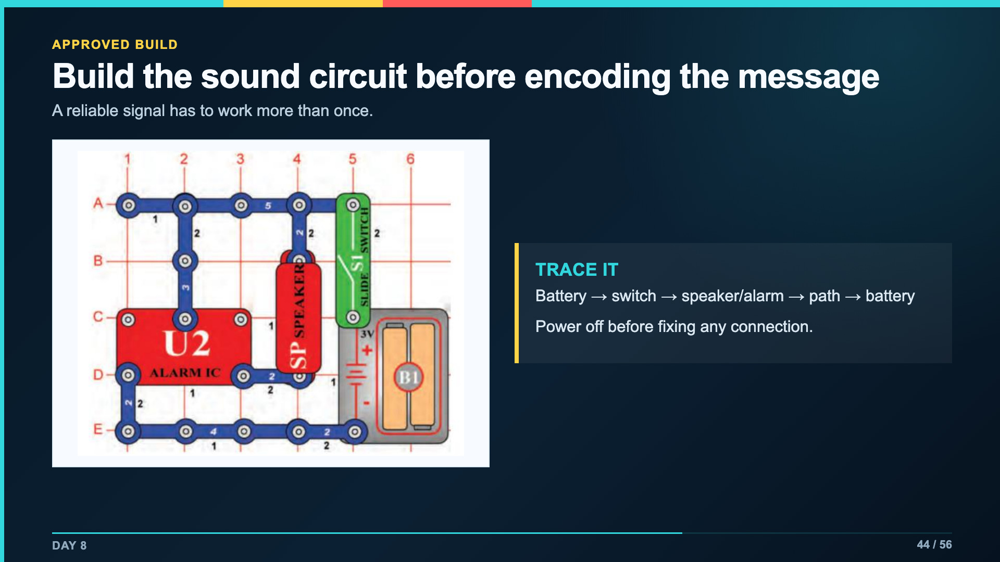 APPROVED BUILD
Build the sound circuit before encoding the message
A reliable signal has to work more than once.
1 2 3 4 5 6
A
5
1
2
2
2
2
SLIDE SWITCH
S1
B
3
SP SPEAKER
C
1
3V
+
U2
ALARM IC
D
2
2
1
1
B1
-
2
2
E
4
2
1
2
TRACE IT
Battery → switch → speaker/alarm → path → battery
Power off before fixing any connection.
DAY 8
44 / 56